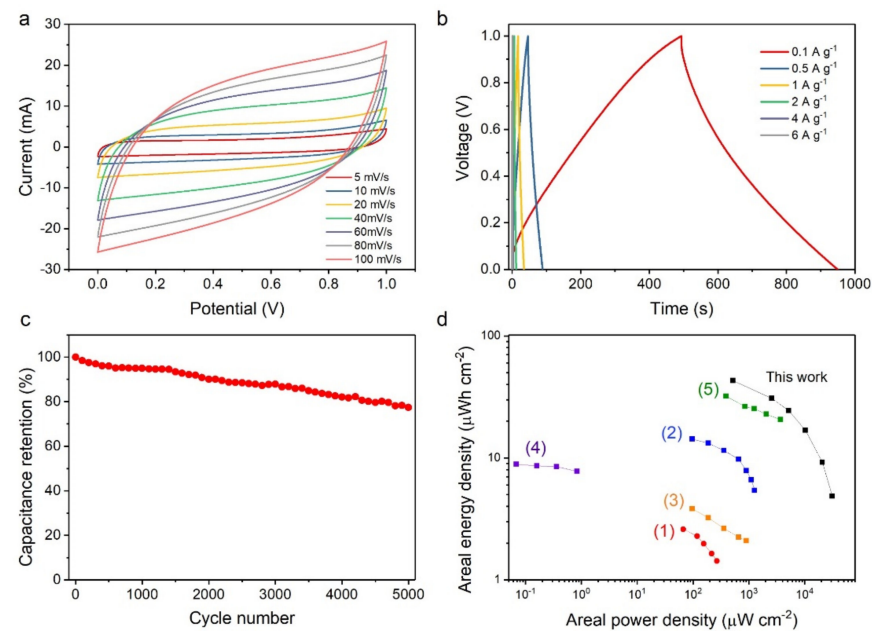 a
30
20
10
0
-10
-20
-30
Current (mA)
0.0 0.2 0.4 0.6 0.8 1.0
Potential (V)
5 mV/s
10 mV/s
20 mV/s
40mV/s
60mV/s
80mV/s
100 mV/s
b
1.0
0.8
0.6
0.4
0.2
0.0
Voltage (V)
0 200 400 600 800 1000
Time (s)
0.1 A g⁻¹
0.5 A g⁻¹
1 A g⁻¹
2 A g⁻¹
4 A g⁻¹
6 A g⁻¹
c
120
100
80
60
40
20
0
Capacitance retention (%)
0 1000 2000 3000 4000 5000
Cycle number
d
100
10
1
Areal energy density (μWh cm⁻²)
10⁻¹ 10⁰ 10¹ 10² 10³ 10⁴
Areal power density (μW cm⁻²)
This work
(5)
(2)
(4)
(3)
(1)